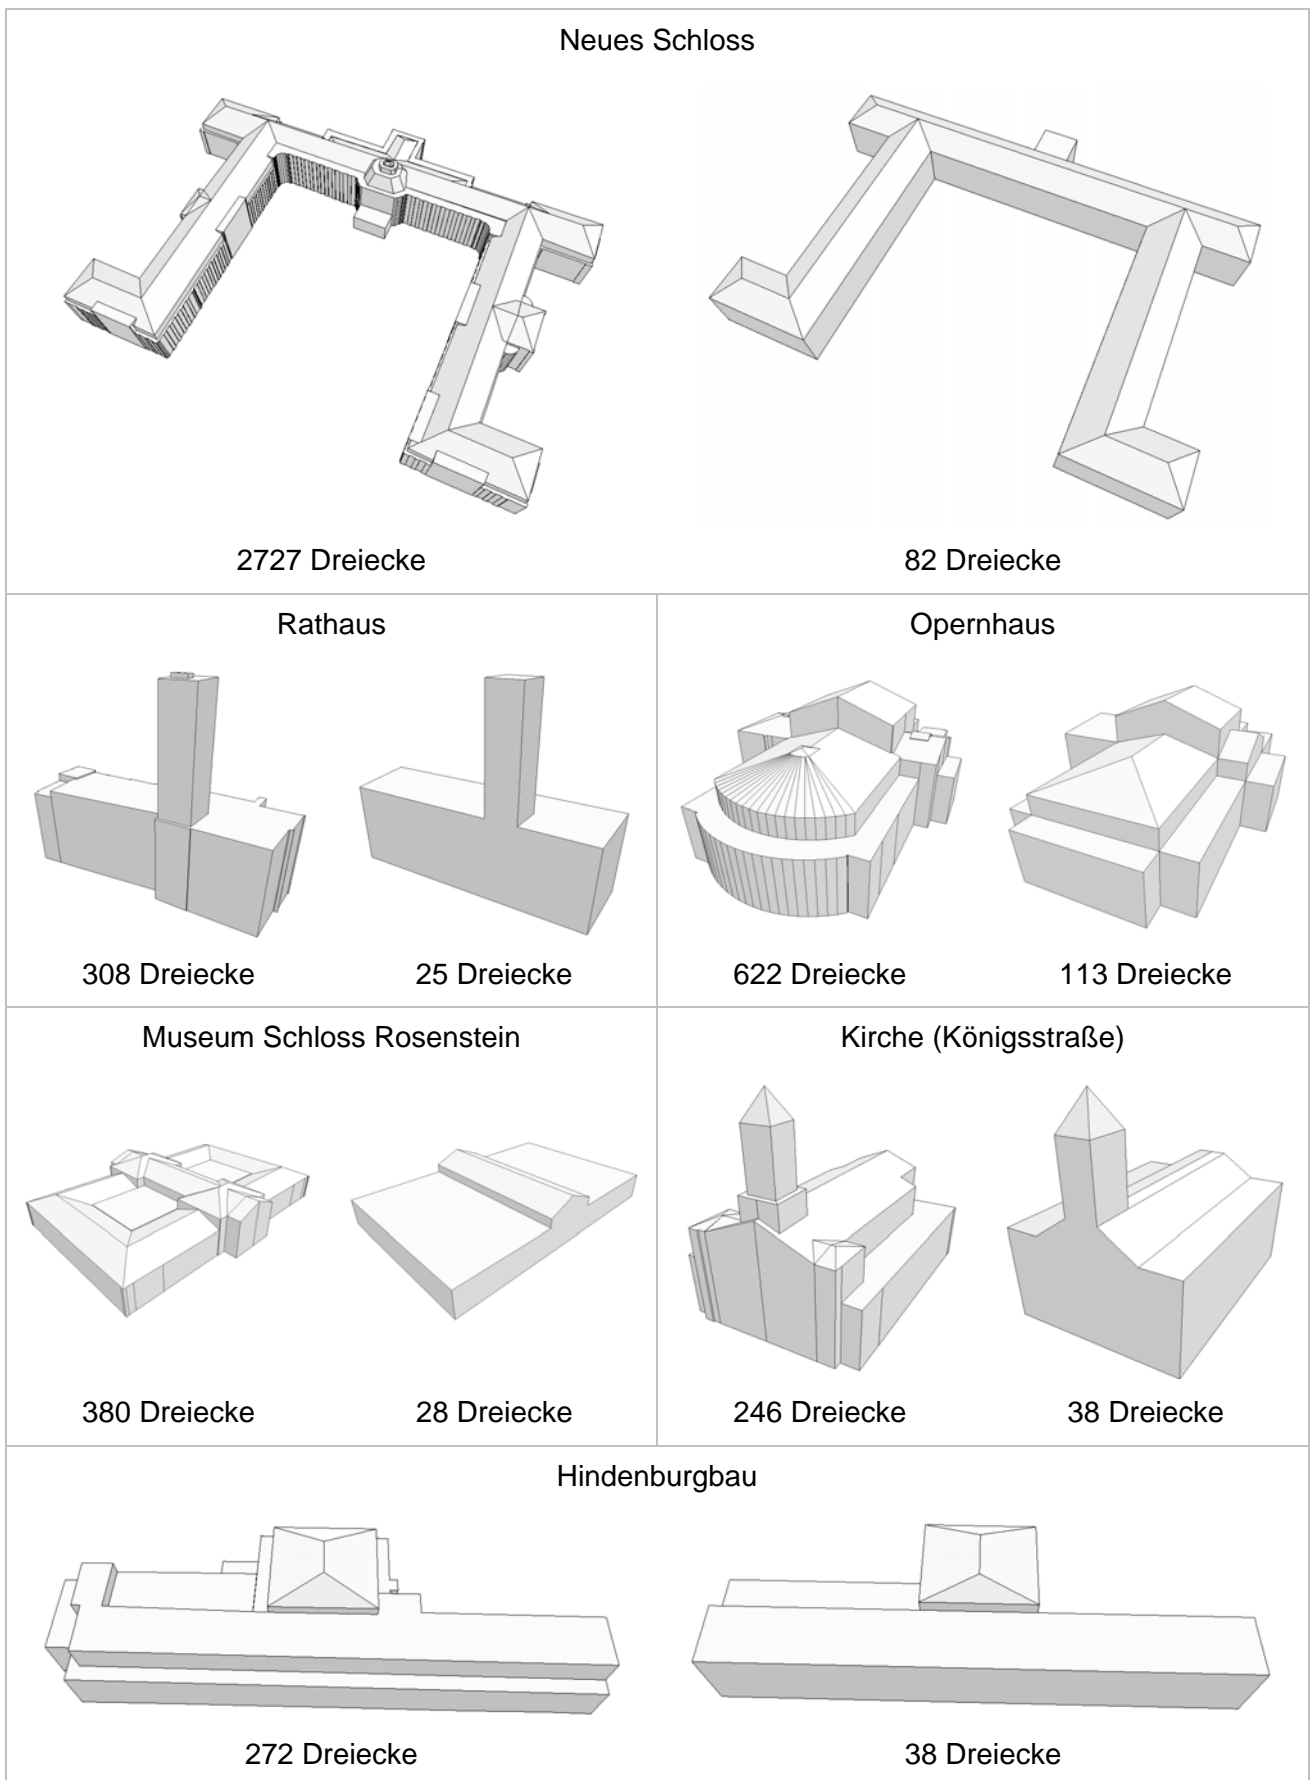 Neues Schloss
2727 Dreiecke
82 Dreiecke
Rathaus
308 Dreiecke
25 Dreiecke
Opernhaus
622 Dreiecke
113 Dreiecke
Museum Schloss Rosenstein
380 Dreiecke
28 Dreiecke
Kirche (Königsstraße)
246 Dreiecke
38 Dreiecke
Hindenburgbau
272 Dreiecke
38 Dreiecke